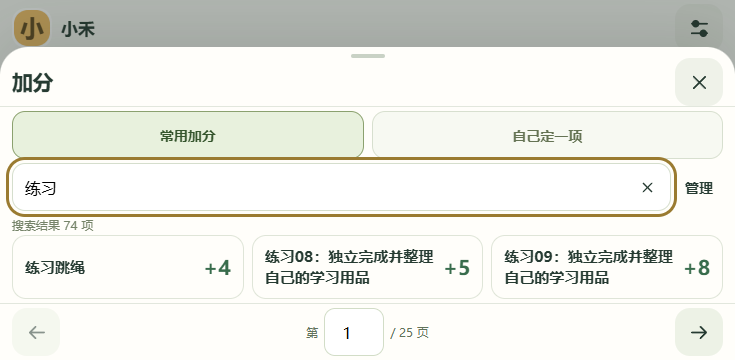 小 小禾
加分
常用加分 自己定一项
练习 管理
搜索结果 74 项
练习跳绳 +4
练习08：独立完成并整理
自己的学习用品 +5
练习09：独立完成并整理
自己的学习用品 +8
第 1 / 25 页